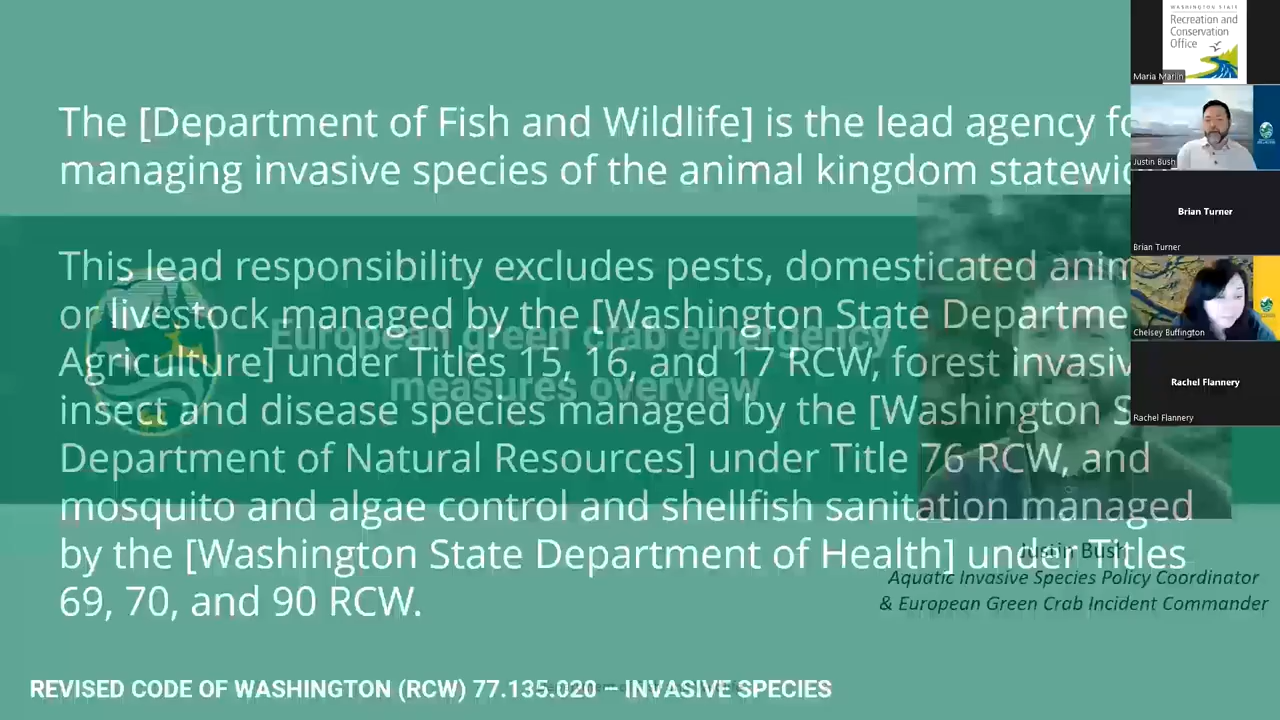 The [Department of Fish and Wildlife] is the lead agency fo
managing invasive species of the animal kingdom statewid
This lead responsibility excludes pests, domesticated anim
or livestock managed by the [Washington State Departme
Agriculture] under Titles 15, 16, and 17 RCW, forest invasiv
insect and disease species managed by the [Washington S
Department of Natural Resources] under Title 76 RCW, and
mosquito and algae control and shellfish sanitation managed
by the [Washington State Department of Health] under Titles
69, 70, and 90 RCW.
REVISED CODE OF WASHINGTON (RCW) 77.135.020 – INVASIVE SPECIES
European green crab emergency
measures overview
Justin Bush
Aquatic Invasive Species Policy Coordinator
& European Green Crab Incident Commander
WASHINGTON STATE
Recreation and
Conservation
Office
Maria Marlin
Justin Bush
Brian Turner
Brian Turner
Chelsey Buffington
Rachel Flannery
Rachel Flannery